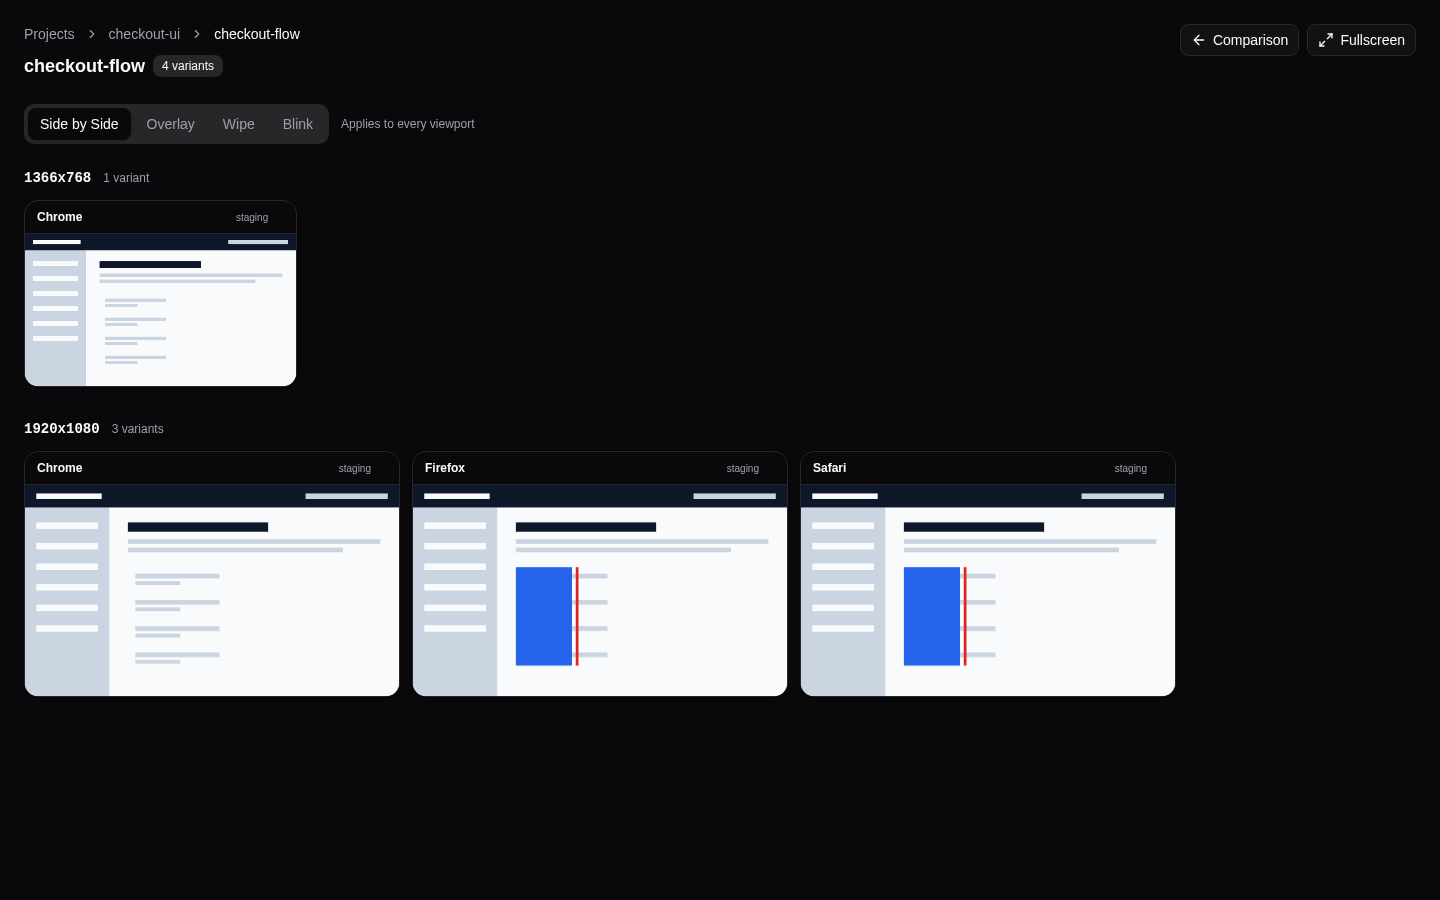 Projects > checkout-ui > checkout-flow
Comparison
Fullscreen
checkout-flow 4 variants
Side by Side Overlay Wipe Blink Applies to every viewport
1366x768 1 variant
Chrome staging
1920x1080 3 variants
Chrome staging
Firefox staging
Safari staging